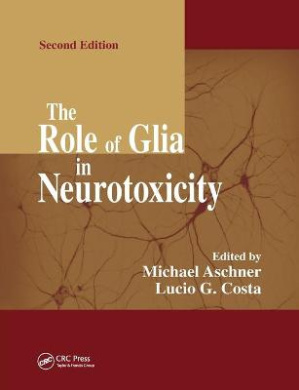 Second Edition
The
Role of Glia
in
Neurotoxicity
Edited by
Michael Aschner
Lucio G. Costa
CRC Press
Taylor & Francis Group